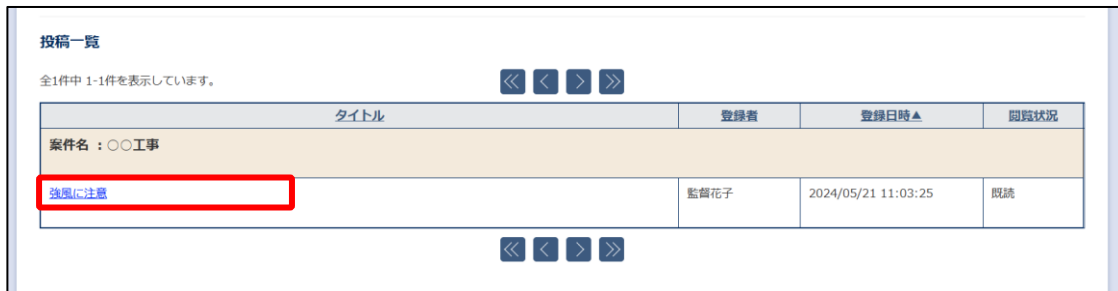 投稿一覧
全1件中 1-1件を表示しています。
タイトル 登録者 登録日時▲ 閲覧状況
案件名 ：○○工事
強風に注意 監督花子 2024/05/21 11:03:25 既読